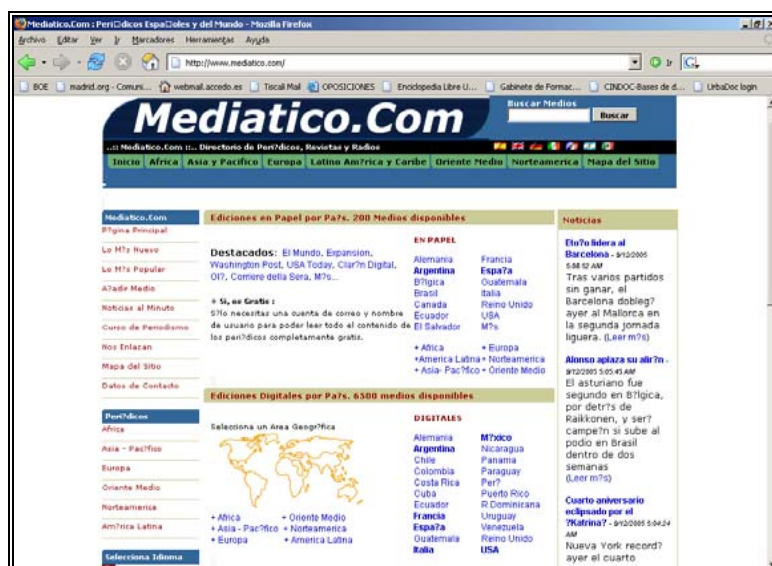 Mediatico.Com : Peri□dicos Espa□oles y del Mundo - Mozilla Firefox
Archivo Editar Ver Ir Marcadores Herramientas Ayuda
http://www.mediatico.com/
Ir
BOE madrid.org - Comuni... webmail.accedo.es Tiscali Mail OPOSICIONES Enciclopedia Libre U... Gabinete de Formac... CINDOC-Bases de d... UrbaDoc login
Mediatico.Com
Buscar Medios
Buscar
..:: Mediatico.Com ::.. Directorio de Peri?dicos, Revistas y Radios
Inicio Africa Asia y Pacifico Europa Latino Am?rica y Caribe Oriente Medio Norteamerica Mapa del Sitio
Mediatico.Com
P?gina Principal
Lo M?s Nuevo
Lo M?s Popular
A?adir Medio
Noticias al Minuto
Curso de Periodismo
Nos Enlazan
Mapa del Sitio
Datos de Contacto
Peri?dicos
Africa
Asia - Pac?fico
Europa
Oriente Medio
Norteamerica
Am?rica Latina
Selecciona Idioma
Ediciones en Papel por Pa?s. 200 Medios disponibles
Destacados: El Mundo, Expansion,
Washington Post, USA Today, Clar?n Digital,
Ol?, Corriere della Sera, M?s...
+ Si, es Gratis :
S?lo necesitas una cuenta de correo y nombre
de usuario para poder leer todo el contenido de
los peri?dicos completamente gratis.
EN PAPEL
Alemania Francia
Argentina Espa?a
B?lgica Guatemala
Brasil Italia
Canada Reino Unido
Ecuador USA
El Salvador M?s
+ Africa + Europa
+America Latina + Norteamerica
+ Asia- Pac?fico + Oriente Medio
Ediciones Digitales por Pa?s. 6500 medios disponibles
Selecciona un Area Geogr?fica
+ Africa + Oriente Medio
+ Asia - Pac?fico + Norteamerica
+ Europa + America Latina
DIGITALES
Alemania M?xico
Argentina Nicaragua
Chile Panama
Colombia Paraguay
Costa Rica Per?
Cuba Puerto Rico
Ecuador R.Dominicana
Francia Uruguay
Espa?a Venezuela
Guatemala Reino Unido
Italia USA
Noticias
Eto?o lidera al
Barcelona - 9/12/2005
5:08:52 AM
Tras varios partidos
sin ganar, el
Barcelona dobleg?
ayer al Mallorca en
la segunda jornada
liguera. (Leer m?s)
Alonso aplaza su alir?n -
9/12/2005 5:05:45 AM
El asturiano fue
segundo en B?lgica,
por detr?s de
Raikkonen, y ser?
campe?n si sube al
podio en Brasil
dentro de dos
semanas
(Leer m?s)
Cuarto aniversario
eclipsado por el
?Katrina? - 9/12/2005 5:04:24
AM
Nueva York record?
ayer el cuarto